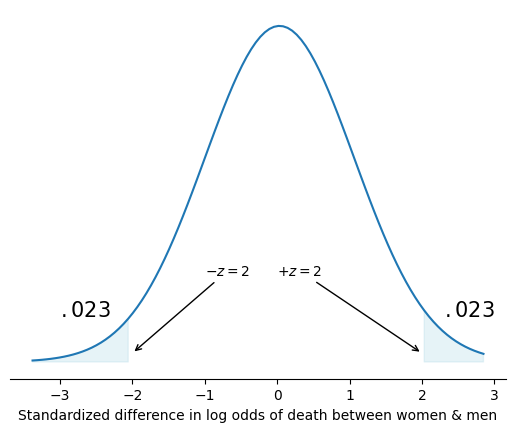 −z = 2 +z = 2
.023 .023
−3 −2 −1 0 1 2 3
Standardized difference in log odds of death between women & men